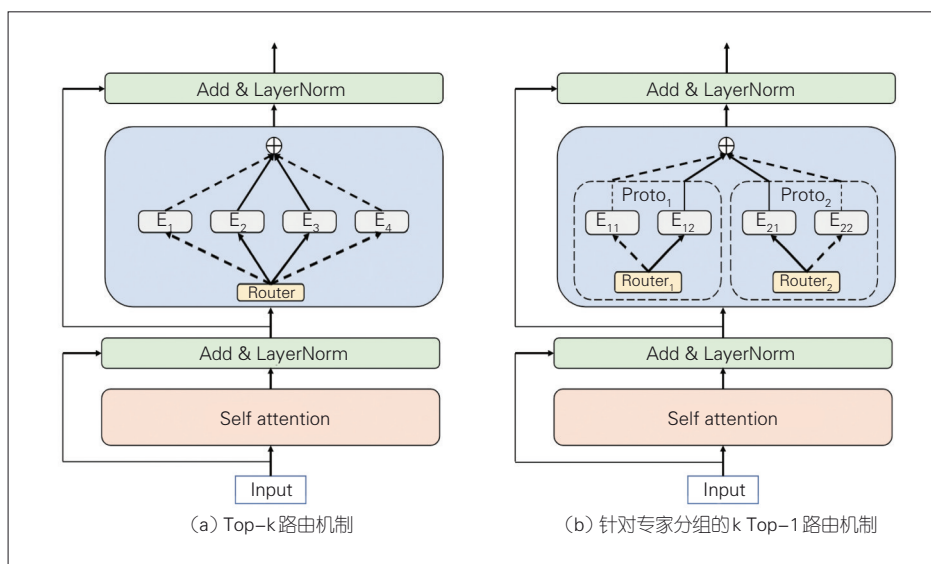 Add & LayerNorm
E₁ E₂ E₃ E₄
Router
Add & LayerNorm
Self attention
Input
(a) Top-k路由机制
Add & LayerNorm
Proto₁ Proto₂
E₁₁ E₁₂ E₂₁ E₂₂
Router₁ Router₂
Add & LayerNorm
Self attention
Input
(b) 针对专家分组的k Top-1路由机制